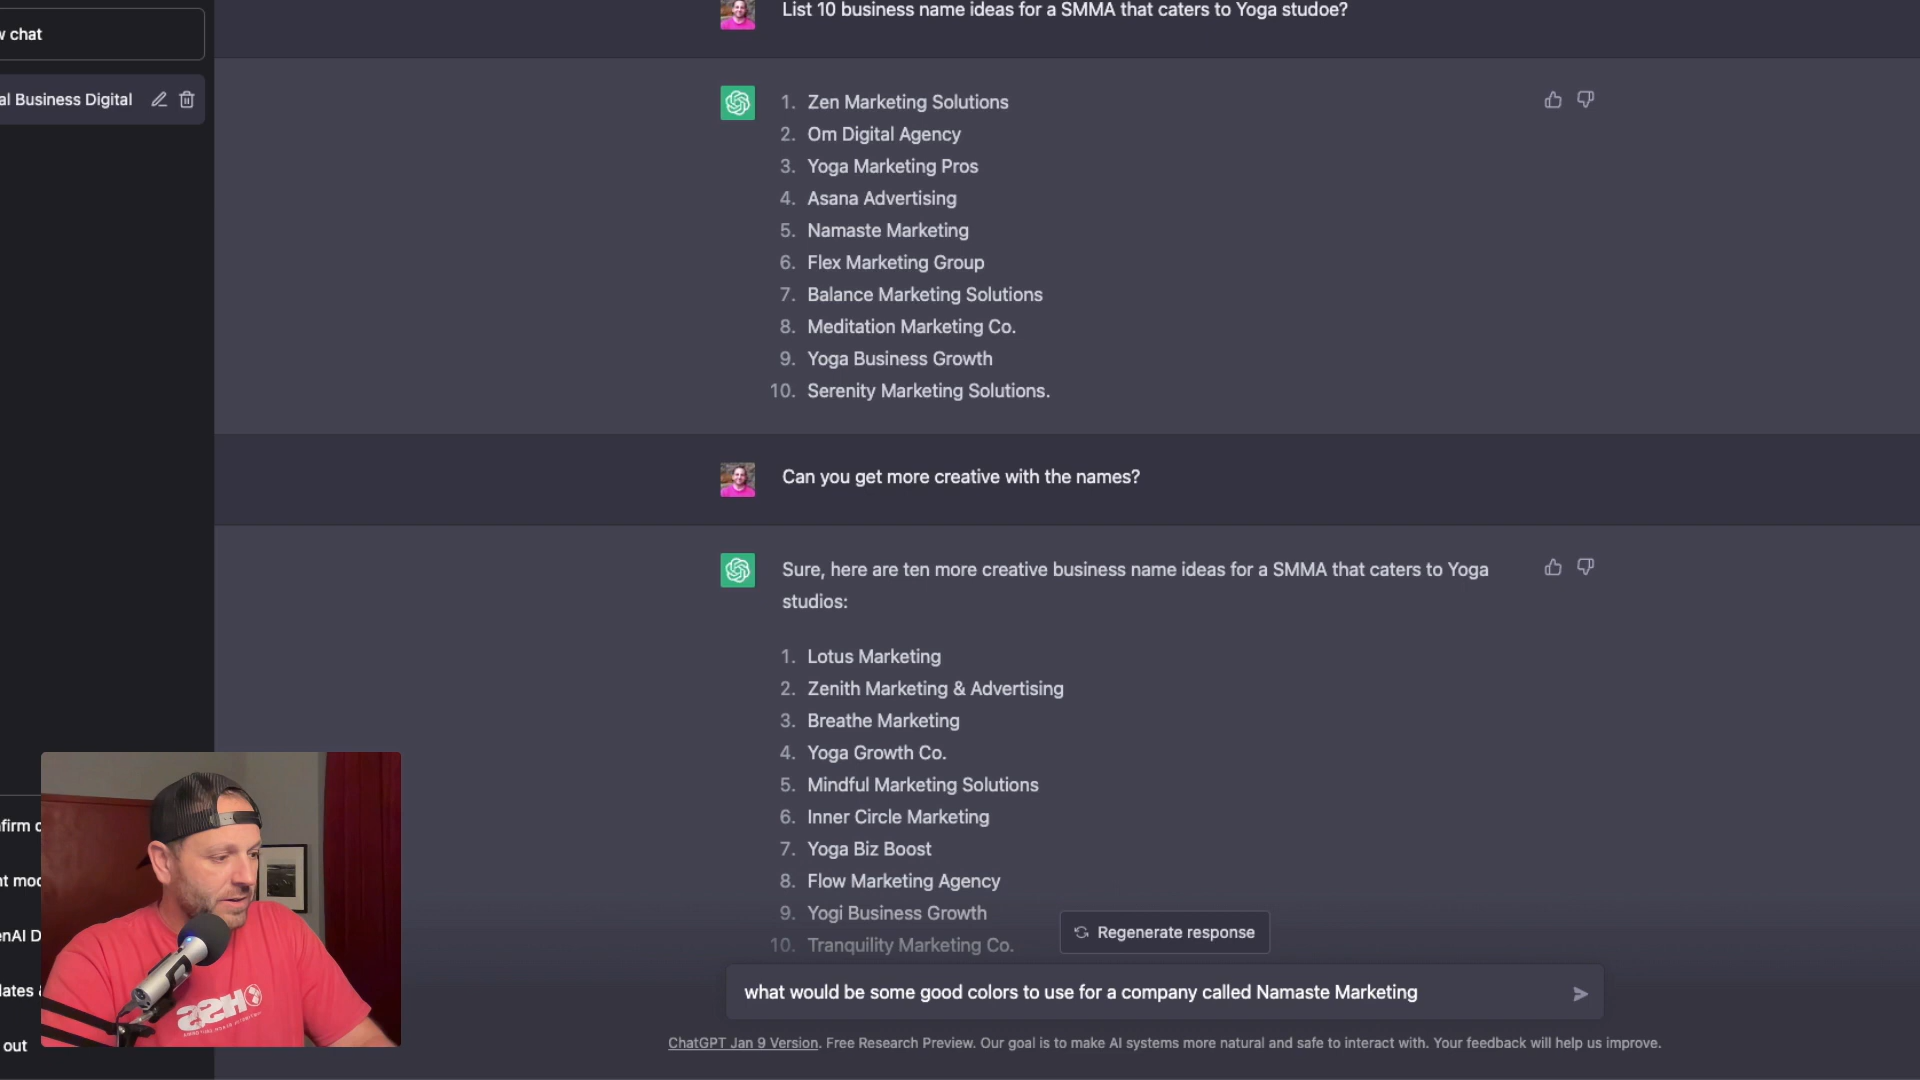 List 10 business name ideas for a SMMA that caters to Yoga studoe?
w chat
al Business Digital
1. Zen Marketing Solutions
2. Om Digital Agency
3. Yoga Marketing Pros
4. Asana Advertising
5. Namaste Marketing
6. Flex Marketing Group
7. Balance Marketing Solutions
8. Meditation Marketing Co.
9. Yoga Business Growth
10. Serenity Marketing Solutions.
Can you get more creative with the names?
Sure, here are ten more creative business name ideas for a SMMA that caters to Yoga
studios:
1. Lotus Marketing
2. Zenith Marketing & Advertising
3. Breathe Marketing
4. Yoga Growth Co.
5. Mindful Marketing Solutions
6. Inner Circle Marketing
7. Yoga Biz Boost
8. Flow Marketing Agency
9. Yogi Business Growth
10. Tranquility Marketing Co.
Regenerate response
what would be some good colors to use for a company called Namaste Marketing
ChatGPT Jan 9 Version. Free Research Preview. Our goal is to make AI systems more natural and safe to interact with. Your feedback will help us improve.
nfirm c
nt mod
enAI D
dates &
out